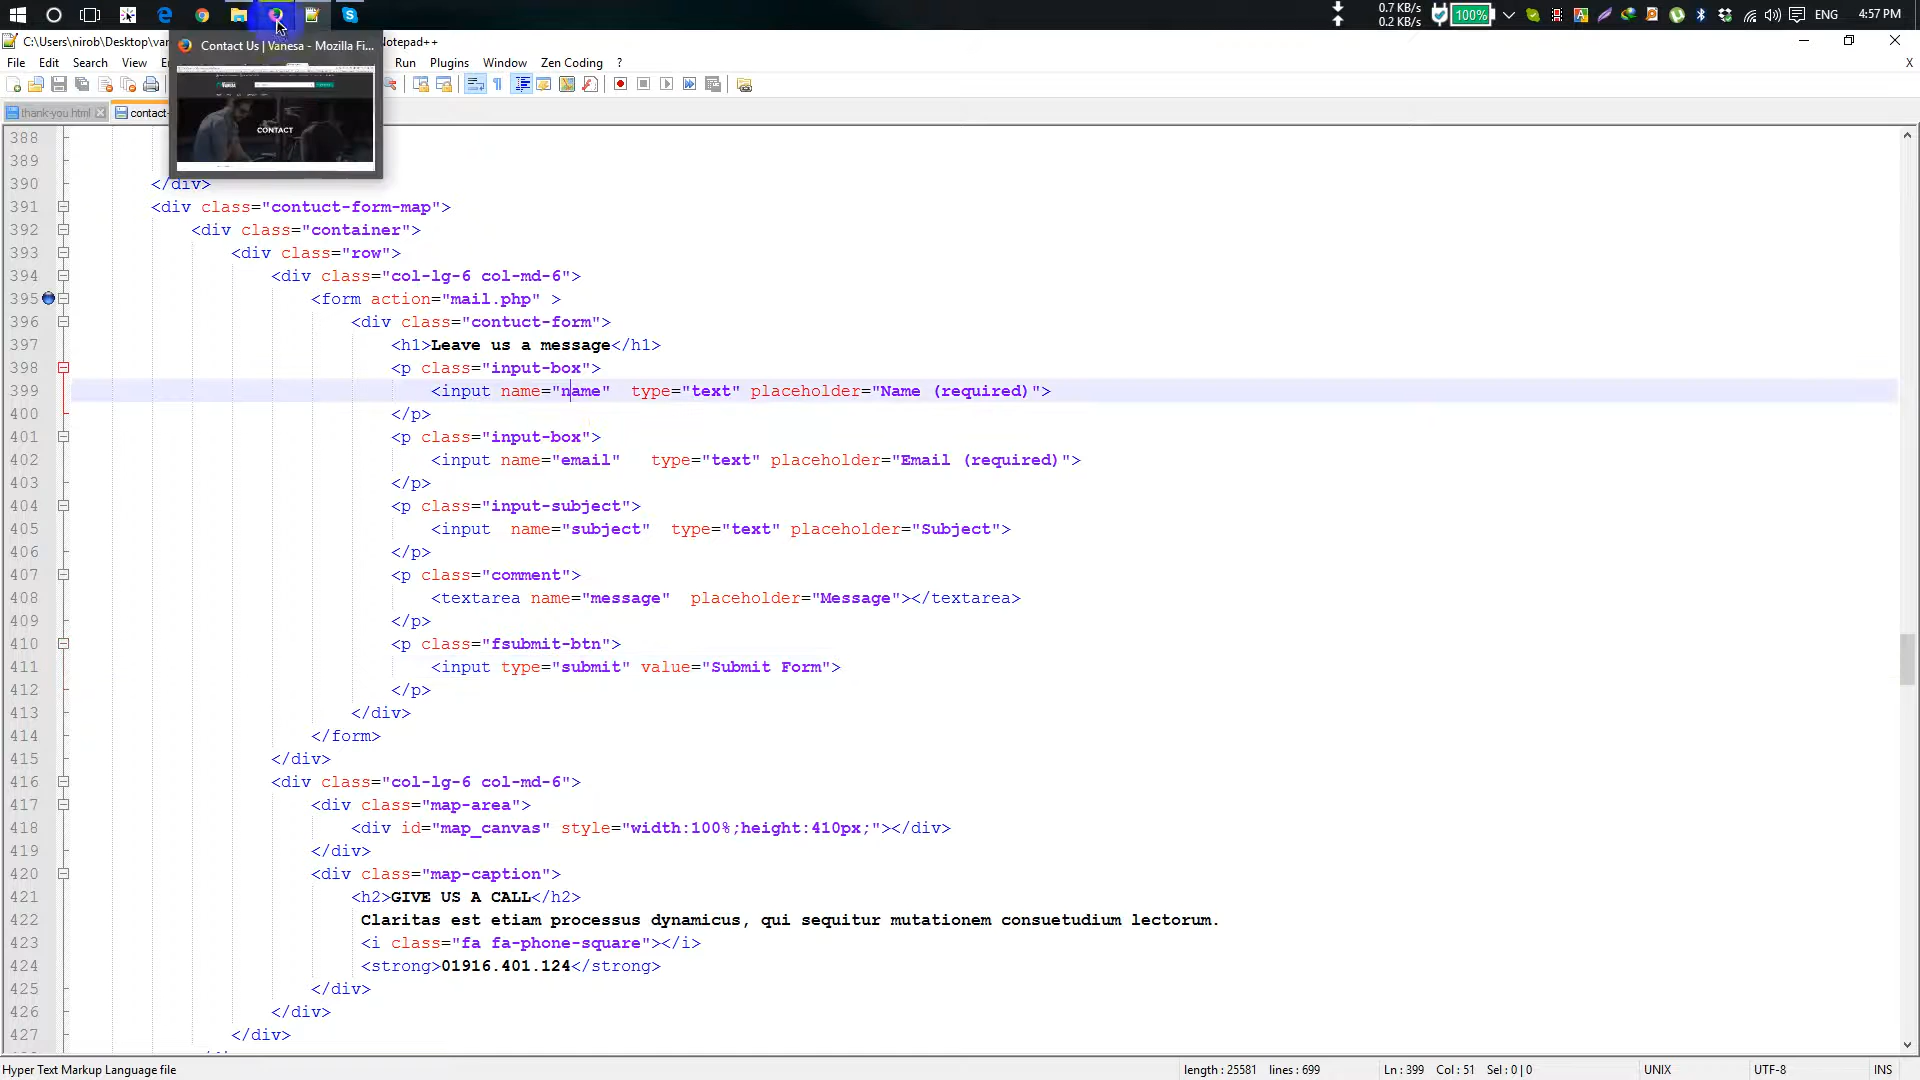 0.7 KB/s
0.2 KB/s
100%
ENG
4:57 PM
C:\Users\nirob\Desktop\van
Notepad++
Contact Us | Vanesa - Mozilla Fi...
File Edit Search View
Run Plugins Window Zen Coding ?
X
CONTACT
thank-you.html
contact-
388
389
390 </div>
391 <div class="contuct-form-map">
392 <div class="container">
393 <div class="row">
394 <div class="col-lg-6 col-md-6">
395 <form action="mail.php" >
396 <div class="contuct-form">
397 <h1>Leave us a message</h1>
398 <p class="input-box">
399 <input name="name"  type="text" placeholder="Name (required)">
400 </p>
401 <p class="input-box">
402 <input name="email"   type="text" placeholder="Email (required)">
403 </p>
404 <p class="input-subject">
405 <input  name="subject"  type="text" placeholder="Subject">
406 </p>
407 <p class="comment">
408 <textarea name="message"  placeholder="Message"></textarea>
409 </p>
410 <p class="fsubmit-btn">
411 <input type="submit" value="Submit Form">
412 </p>
413 </div>
414 </form>
415 </div>
416 <div class="col-lg-6 col-md-6">
417 <div class="map-area">
418 <div id="map_canvas" style="width:100%;height:410px;"></div>
419 </div>
420 <div class="map-caption">
421 <h2>GIVE US A CALL</h2>
422 Claritas est etiam processus dynamicus, qui sequitur mutationem consuetudium lectorum.
423 <i class="fa fa-phone-square"></i>
424 <strong>01916.401.124</strong>
425 </div>
426 </div>
427 </div>
Hyper Text Markup Language file
length : 25581 lines : 699
Ln : 399 Col : 51 Sel : 0 | 0
UNIX
UTF-8
INS